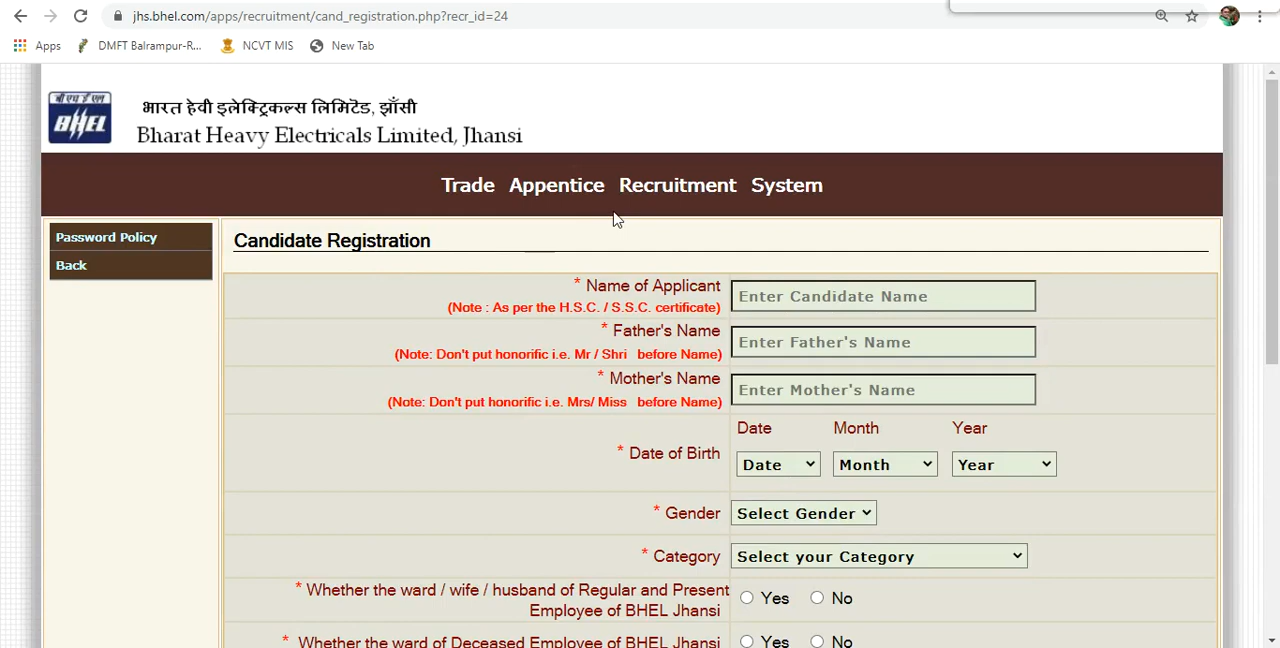 jhs.bhel.com/apps/recruitment/cand_registration.php?recr_id=24
Apps DMFT Balrampur-R... NCVT MIS New Tab
बी एच ई एल
BHEL
भारत हेवी इलेक्ट्रिकल्स लिमिटेड, झाँसी
Bharat Heavy Electricals Limited, Jhansi
Trade Appentice Recruitment System
Password Policy
Back
Candidate Registration
* Name of Applicant
(Note : As per the H.S.C. / S.S.C. certificate)
Enter Candidate Name
* Father's Name
(Note: Don't put honorific i.e. Mr / Shri before Name)
Enter Father's Name
* Mother's Name
(Note: Don't put honorific i.e. Mrs/ Miss before Name)
Enter Mother's Name
* Date of Birth
Date Month Year
Date Month Year
* Gender
Select Gender
* Category
Select your Category
* Whether the ward / wife / husband of Regular and Present
Employee of BHEL Jhansi
Yes No
* Whether the ward of Deceased Employee of BHEL Jhansi
Yes No